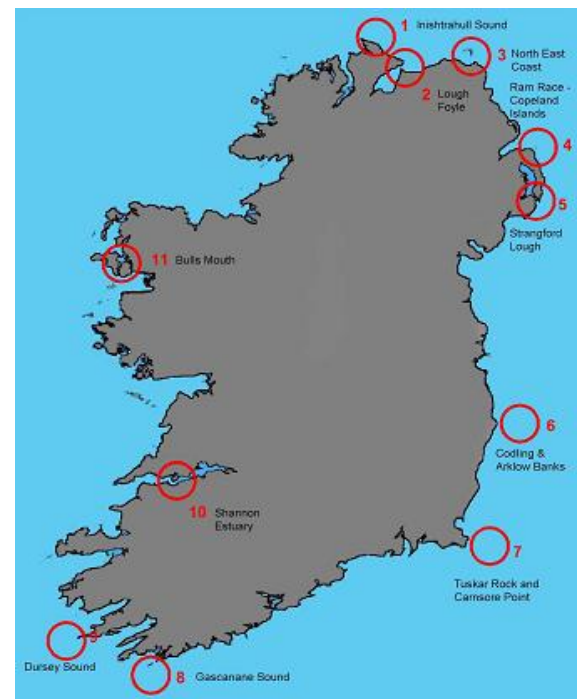 1 Inishtrahull Sound
2 Lough
Foyle
3 North East
Coast
Ram Race -
Copeland
Islands
4
5
Strangford
Lough
11 Bulls Mouth
6
Codling &
Arklow Banks
10 Shannon
Estuary
7
Tuskar Rock and
Carnsore Point
9
Dursey Sound
8 Gascanane Sound